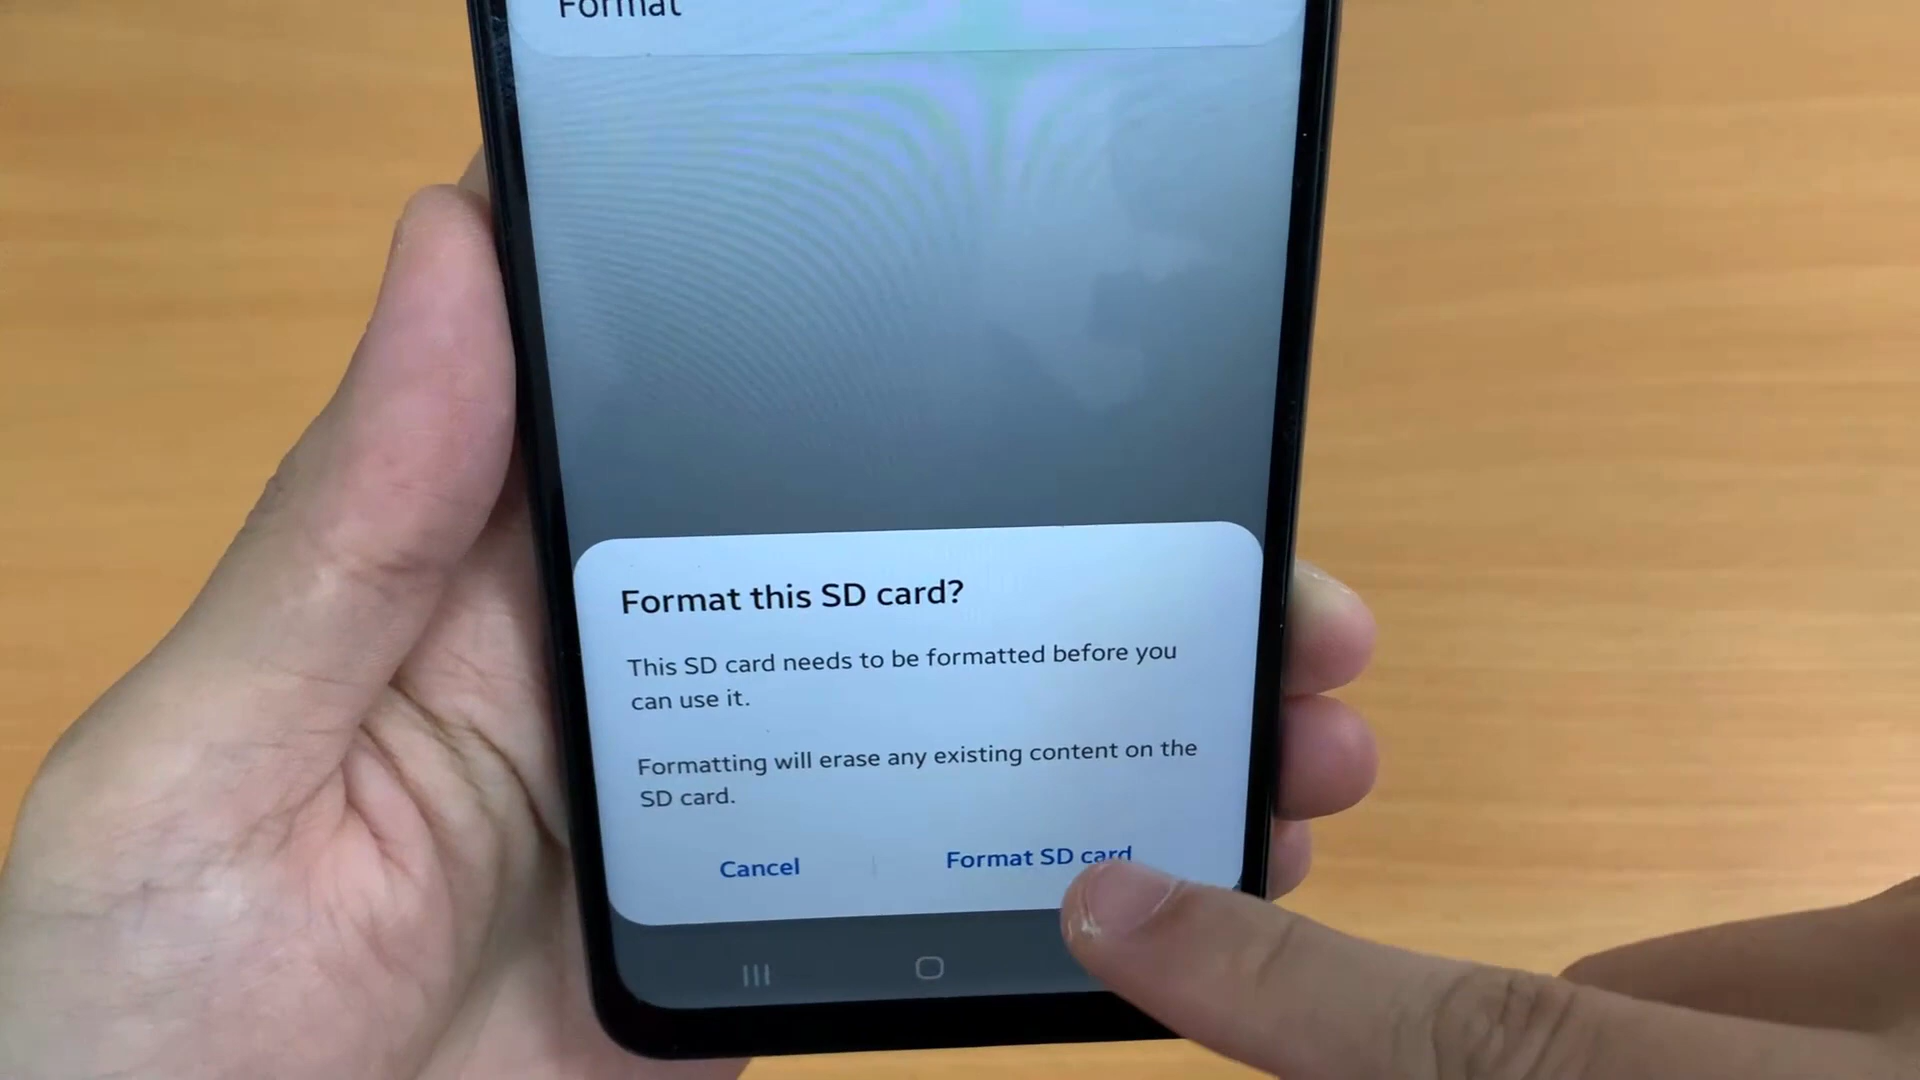 Format
Format this SD card?
This SD card needs to be formatted before you
can use it.
Formatting will erase any existing content on the
SD card.
Cancel
Format SD card